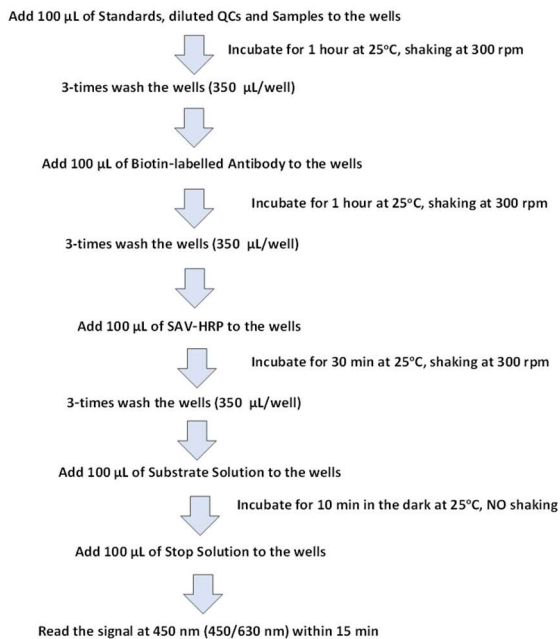 Add 100 µL of Standards, diluted QCs and Samples to the wells
Incubate for 1 hour at 25°C, shaking at 300 rpm
3-times wash the wells (350 µL/well)
Add 100 µL of Biotin-labelled Antibody to the wells
Incubate for 1 hour at 25°C, shaking at 300 rpm
3-times wash the wells (350 µL/well)
Add 100 µL of SAV-HRP to the wells
Incubate for 30 min at 25°C, shaking at 300 rpm
3-times wash the wells (350 µL/well)
Add 100 µL of Substrate Solution to the wells
Incubate for 10 min in the dark at 25°C, NO shaking
Add 100 µL of Stop Solution to the wells
Read the signal at 450 nm (450/630 nm) within 15 min